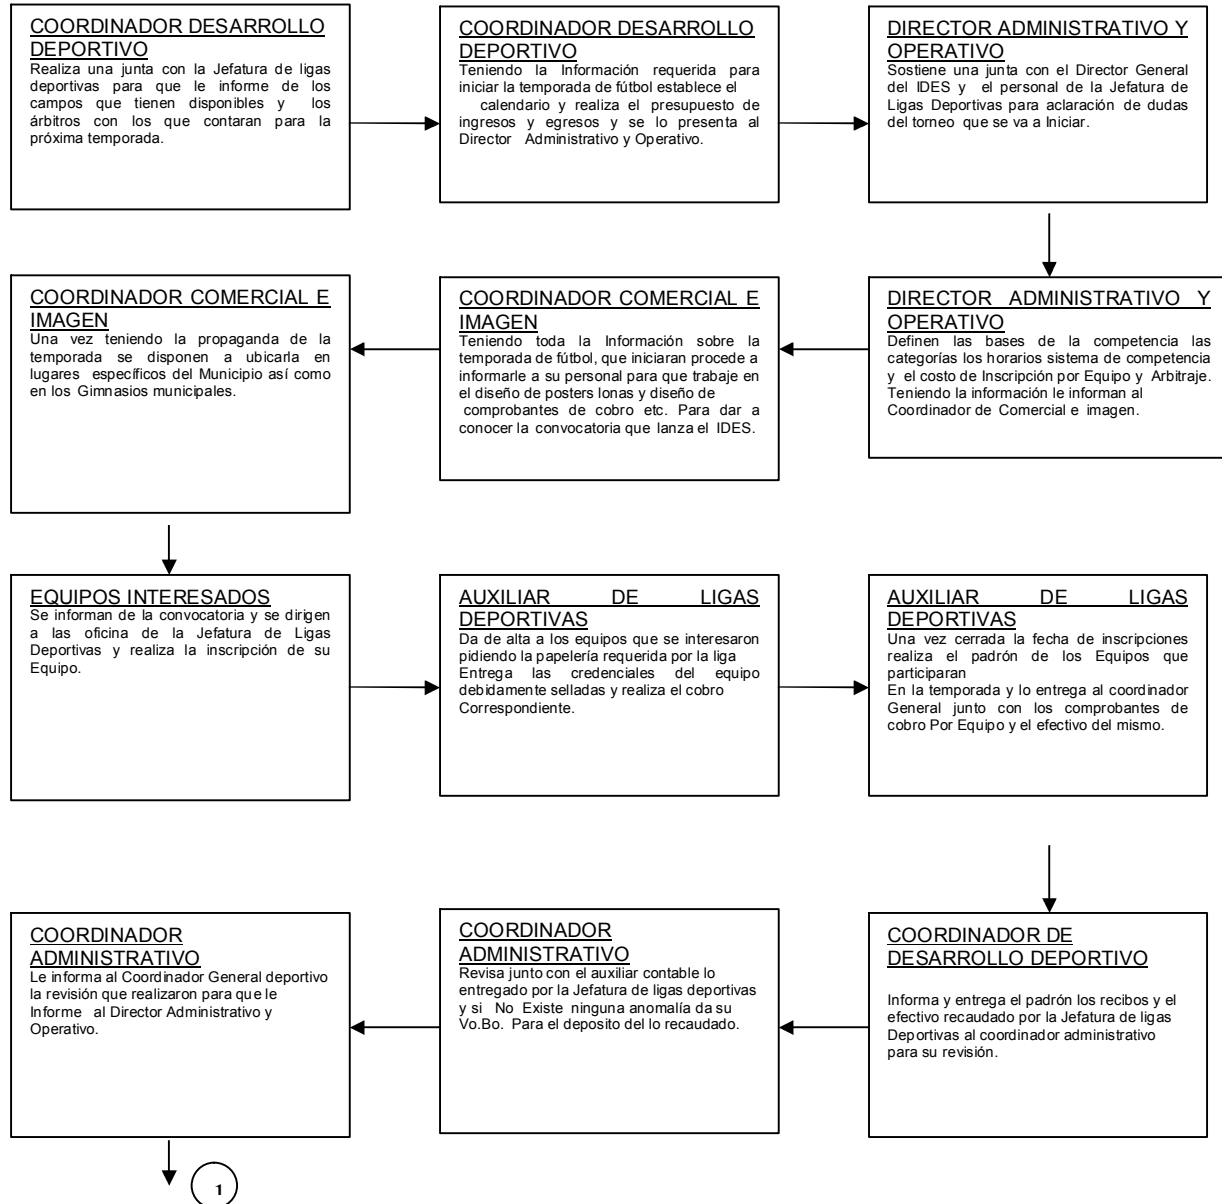 COORDINADOR DESARROLLO
DEPORTIVO
Realiza una junta con la Jefatura de ligas
deportivas para que le informe de los
campos que tienen disponibles y los
árbitros con los que contaran para la
próxima temporada.
COORDINADOR DESARROLLO
DEPORTIVO
Teniendo la Información requerida para
iniciar la temporada de fútbol establece el
calendario y realiza el presupuesto de
ingresos y egresos y se lo presenta al
Director Administrativo y Operativo.
DIRECTOR ADMINISTRATIVO Y
OPERATIVO
Sostiene una junta con el Director General
del IDES y el personal de la Jefatura de
Ligas Deportivas para aclaración de dudas
del torneo que se va a Iniciar.
DIRECTOR ADMINISTRATIVO Y
OPERATIVO
Definen las bases de la competencia las
categorías los horarios sistema de competencia
y el costo de Inscripción por Equipo y Arbitraje.
Teniendo la información le informan al
Coordinador de Comercial e imagen.
COORDINADOR COMERCIAL E
IMAGEN
Teniendo toda la Información sobre la
temporada de fútbol, que iniciaran procede a
informarle a su personal para que trabaje en
el diseño de posters lonas y diseño de
comprobantes de cobro etc. Para dar a
conocer la convocatoria que lanza el IDES.
COORDINADOR COMERCIAL E
IMAGEN
Una vez teniendo la propaganda de la
temporada se disponen a ubicarla en
lugares específicos del Municipio así como
en los Gimnasios municipales.
EQUIPOS INTERESADOS
Se informan de la convocatoria y se dirigen
a las oficina de la Jefatura de Ligas
Deportivas y realiza la inscripción de su
Equipo.
AUXILIAR DE LIGAS
DEPORTIVAS
Da de alta a los equipos que se interesaron
pidiendo la papelería requerida por la liga
Entrega las credenciales del equipo
debidamente selladas y realiza el cobro
Correspondiente.
AUXILIAR DE LIGAS
DEPORTIVAS
Una vez cerrada la fecha de inscripciones
realiza el padrón de los Equipos que
participaran
En la temporada y lo entrega al coordinador
General junto con los comprobantes de
cobro Por Equipo y el efectivo del mismo.
COORDINADOR DE
DESARROLLO DEPORTIVO
Informa y entrega el padrón los recibos y el
efectivo recaudado por la Jefatura de ligas
Deportivas al coordinador administrativo
para su revisión.
COORDINADOR
ADMINISTRATIVO
Revisa junto con el auxiliar contable lo
entregado por la Jefatura de ligas deportivas
y si No Existe ninguna anomalía da su
Vo.Bo. Para el deposito del lo recaudado.
COORDINADOR
ADMINISTRATIVO
Le informa al Coordinador General deportivo
la revisión que realizaron para que le
Informe al Director Administrativo y
Operativo.
1